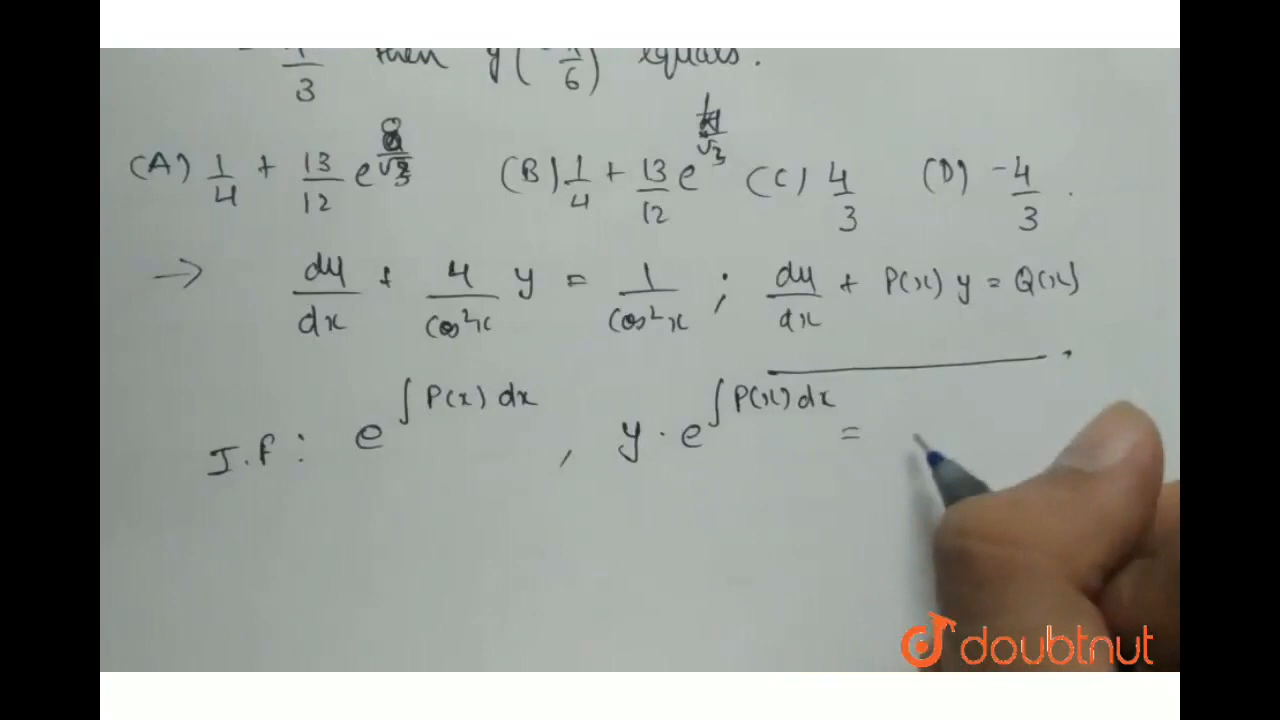 3 then y(-π/6) equals.
(A) 1/4 + 13/12 e^(8/√3) (B) 1/4 + 13/12 e^(1/√3) (C) 4/3 (D) -4/3.
→ dy/dx + 4/cos²x y = 1/cos²x ; dy/dx + P(x) y = Q(x)
I.F: e^∫P(x) dx , y · e^∫P(x) dx =
doubtnut